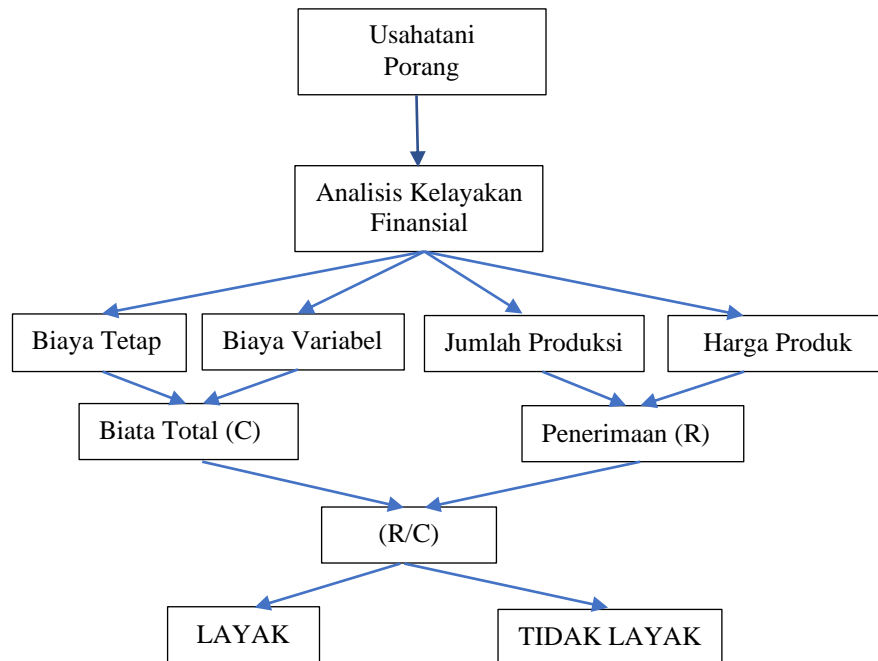 Usahatani
Porang
Analisis Kelayakan
Finansial
Biaya Tetap
Biaya Variabel
Jumlah Produksi
Harga Produk
Biata Total (C)
Penerimaan (R)
(R/C)
LAYAK
TIDAK LAYAK